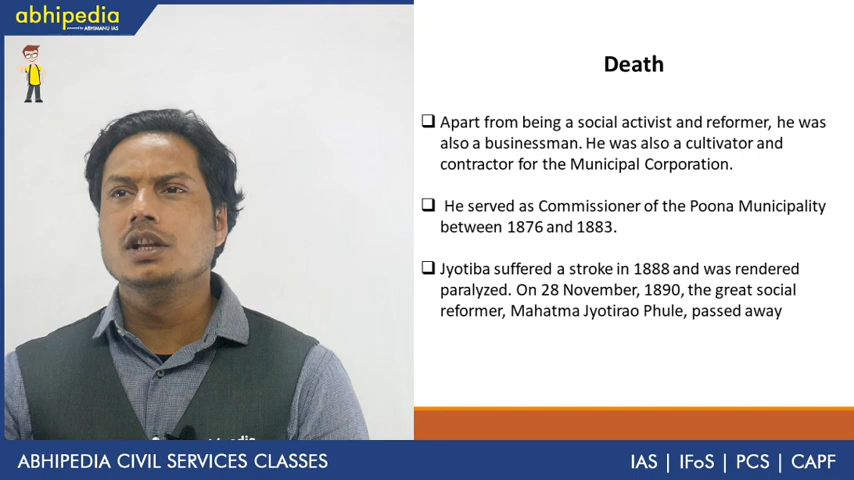 abhipedia
powered by ABHIMANU IAS
Death
❑ Apart from being a social activist and reformer, he was
also a businessman. He was also a cultivator and
contractor for the Municipal Corporation.
❑ He served as Commissioner of the Poona Municipality
between 1876 and 1883.
❑ Jyotiba suffered a stroke in 1888 and was rendered
paralyzed. On 28 November, 1890, the great social
reformer, Mahatma Jyotirao Phule, passed away
ABHIPEDIA CIVIL SERVICES CLASSES
IAS | IFoS | PCS | CAPF